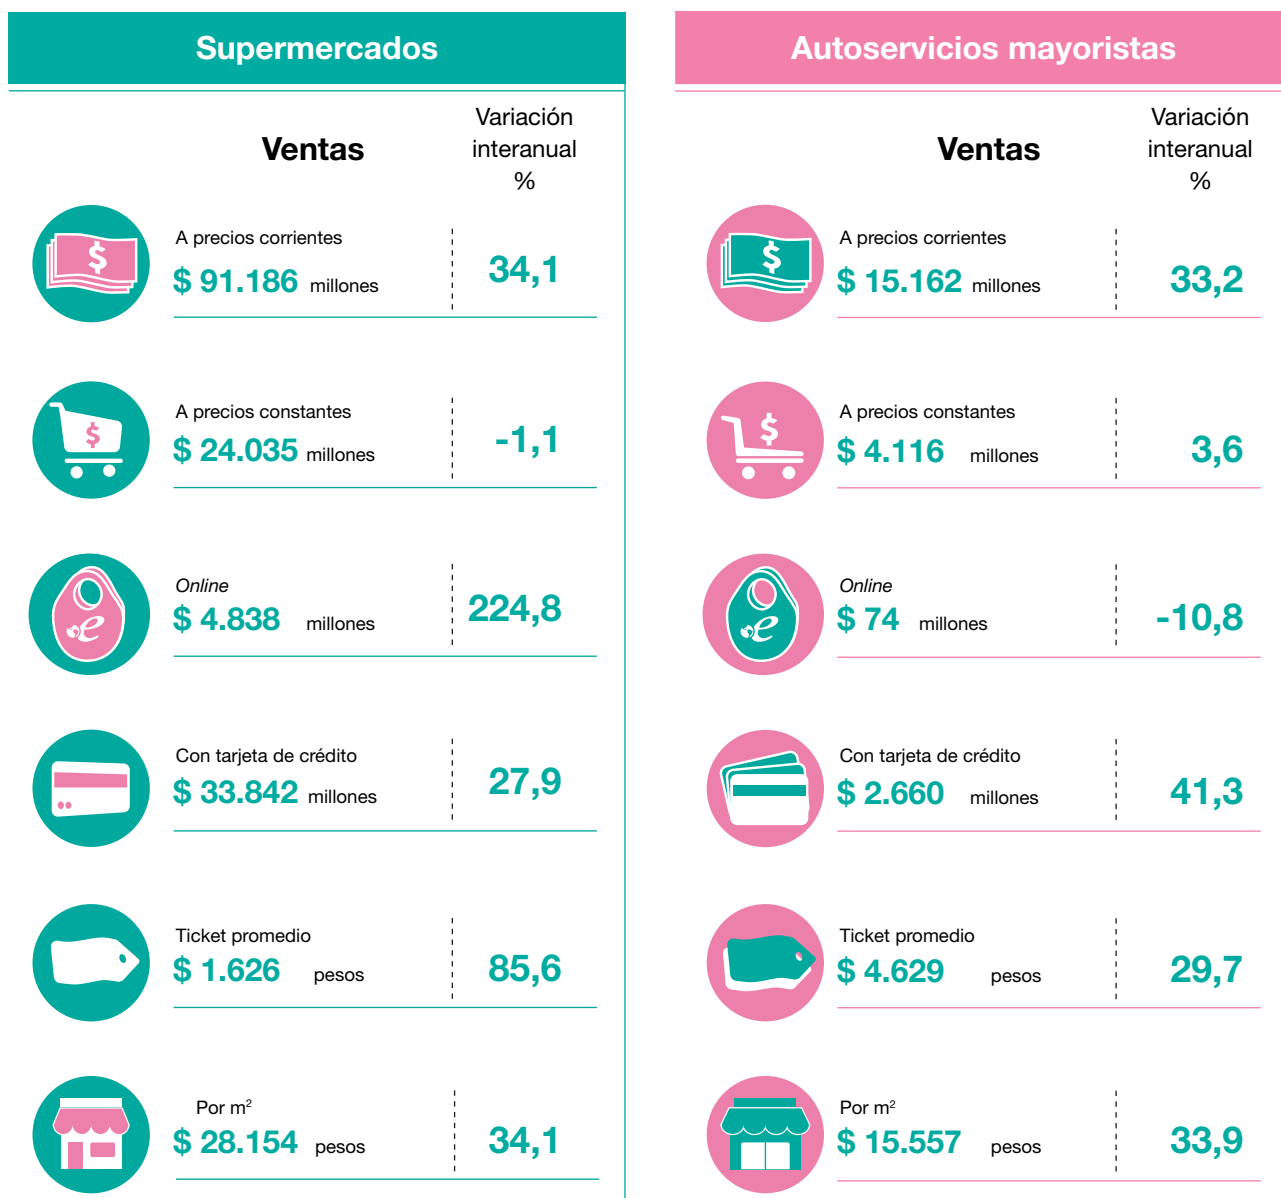 Supermercados
Ventas
Variación
interanual
%
A precios corrientes
$ 91.186 millones
34,1
A precios constantes
$ 24.035 millones
-1,1
Online
$ 4.838 millones
224,8
Con tarjeta de crédito
$ 33.842 millones
27,9
Ticket promedio
$ 1.626 pesos
85,6
Por m²
$ 28.154 pesos
34,1
Autoservicios mayoristas
Ventas
Variación
interanual
%
A precios corrientes
$ 15.162 millones
33,2
A precios constantes
$ 4.116 millones
3,6
Online
$ 74 millones
-10,8
Con tarjeta de crédito
$ 2.660 millones
41,3
Ticket promedio
$ 4.629 pesos
29,7
Por m²
$ 15.557 pesos
33,9